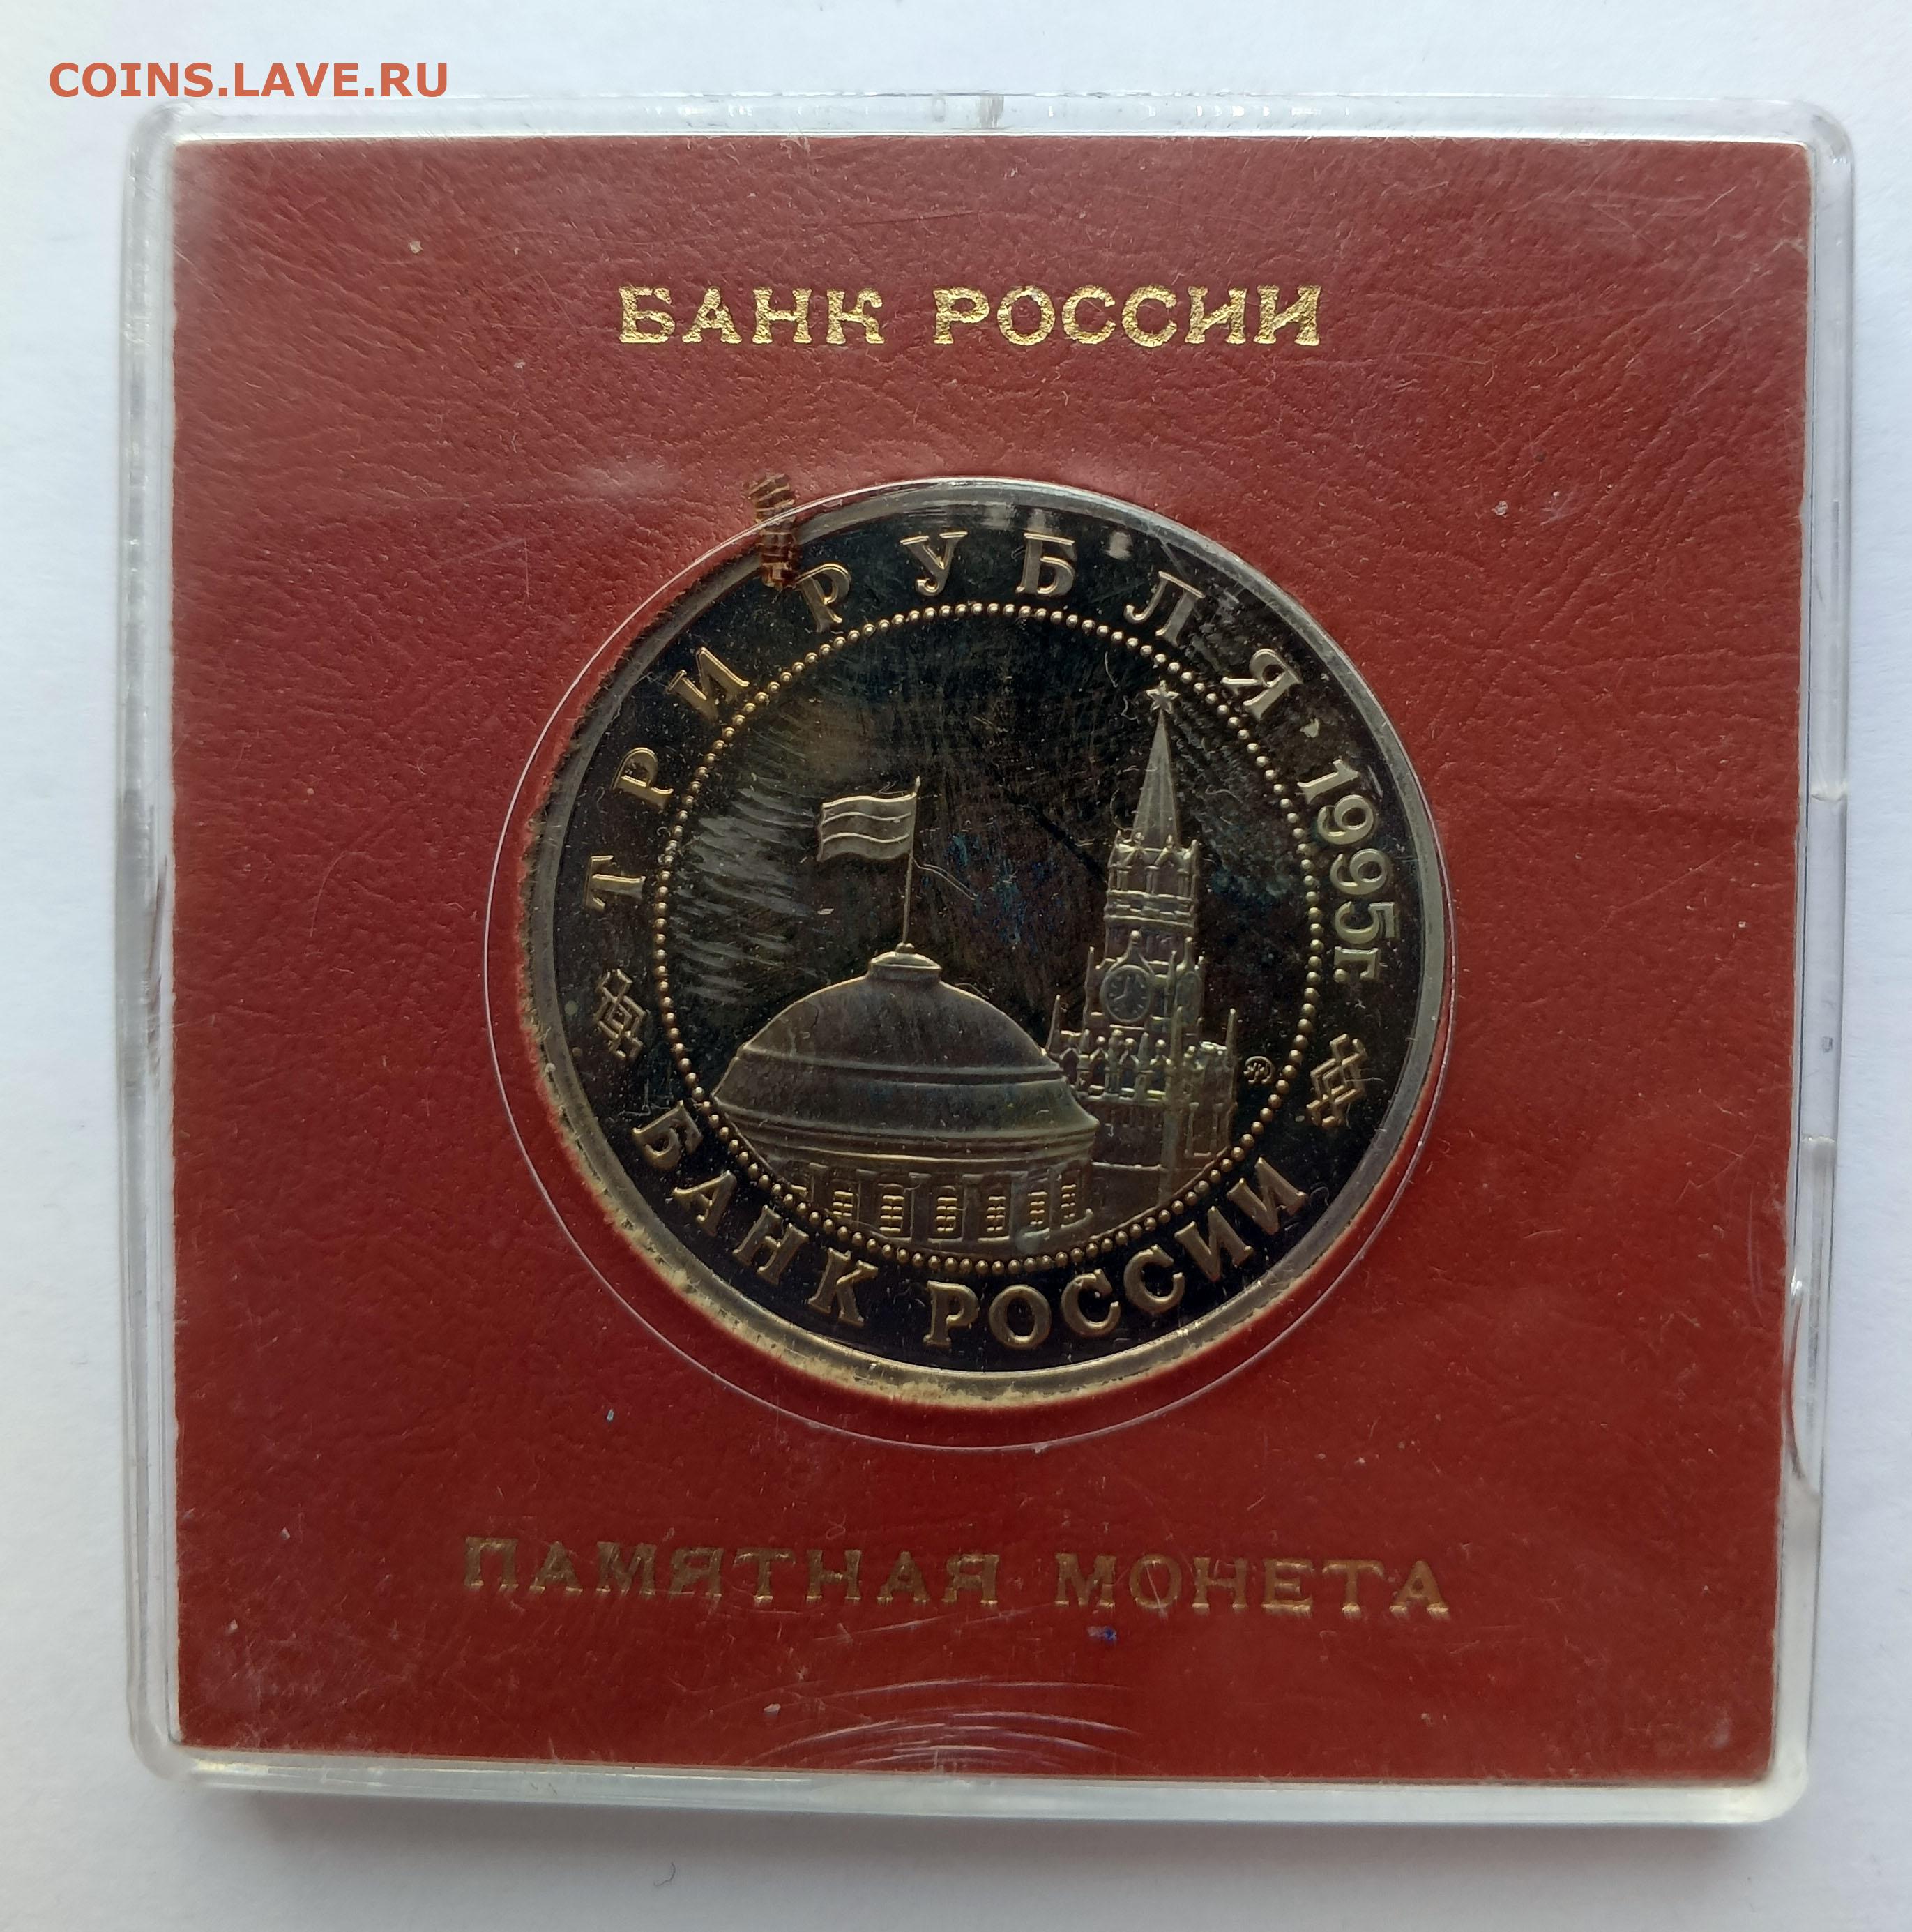 COINS.LAVE.RU
БАНК РОССИИ
ТРИ РУБЛЯ · 1995г.
БАНК РОССИИ
ПАМЯТНАЯ МОНЕТА